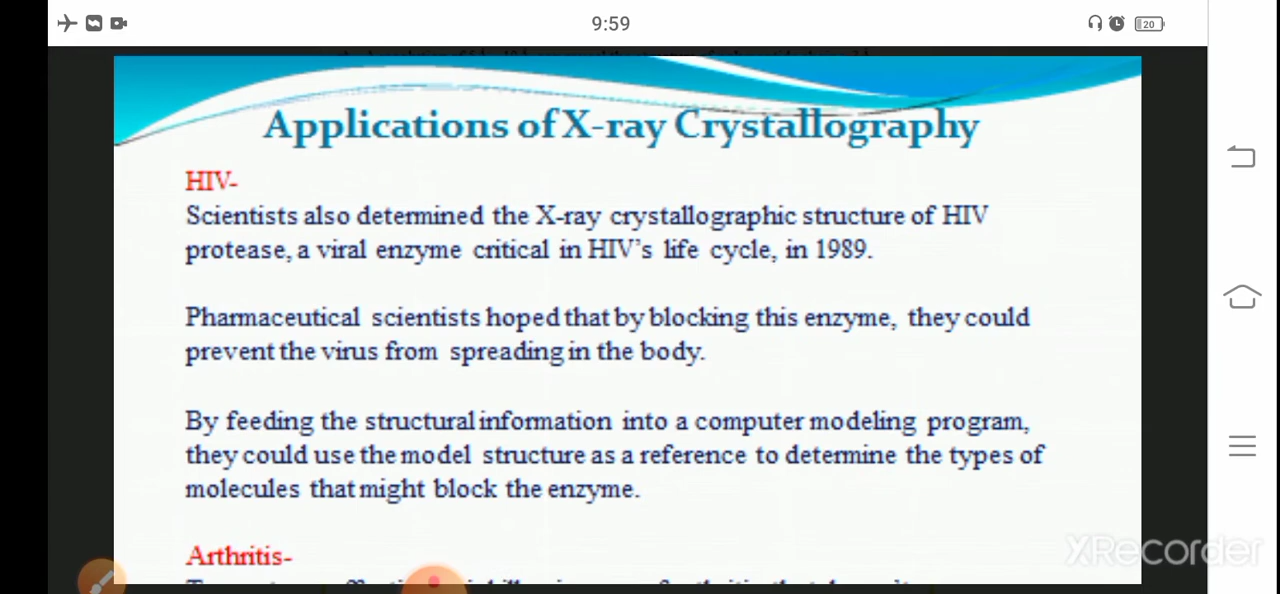 9:59
20
Applications of X-ray Crystallography
HIV-
Scientists also determined the X-ray crystallographic structure of HIV
protease, a viral enzyme critical in HIV's life cycle, in 1989.
Pharmaceutical scientists hoped that by blocking this enzyme, they could
prevent the virus from spreading in the body.
By feeding the structural information into a computer modeling program,
they could use the model structure as a reference to determine the types of
molecules that might block the enzyme.
Arthritis-
XRecorder